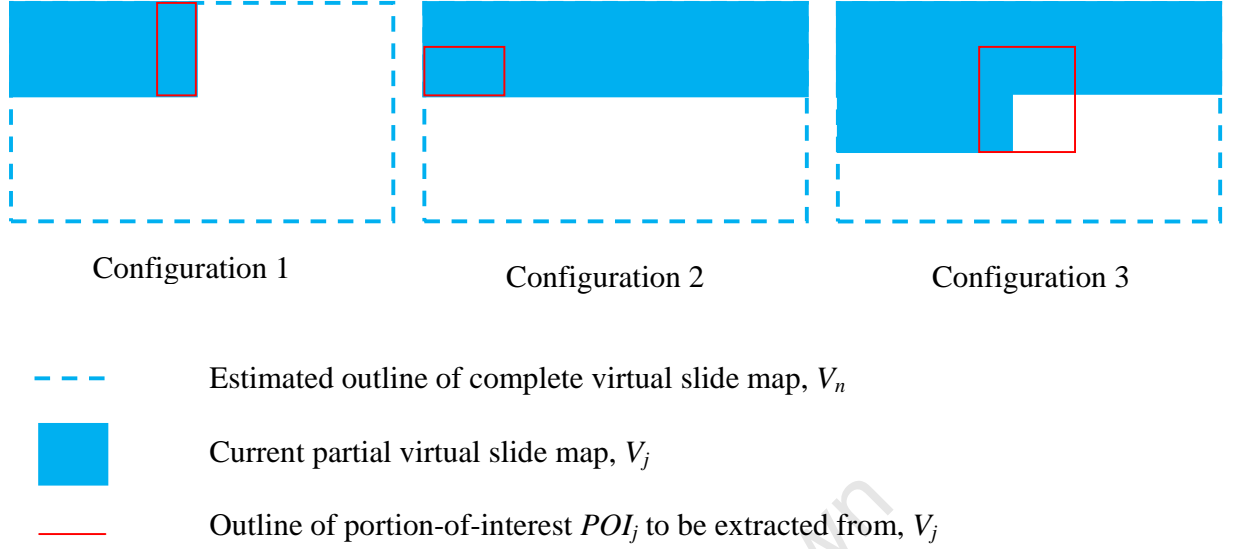 Configuration 1
Configuration 2
Configuration 3
Estimated outline of complete virtual slide map, Vn
Current partial virtual slide map, Vj
Outline of portion-of-interest POIj to be extracted from, Vj
wn